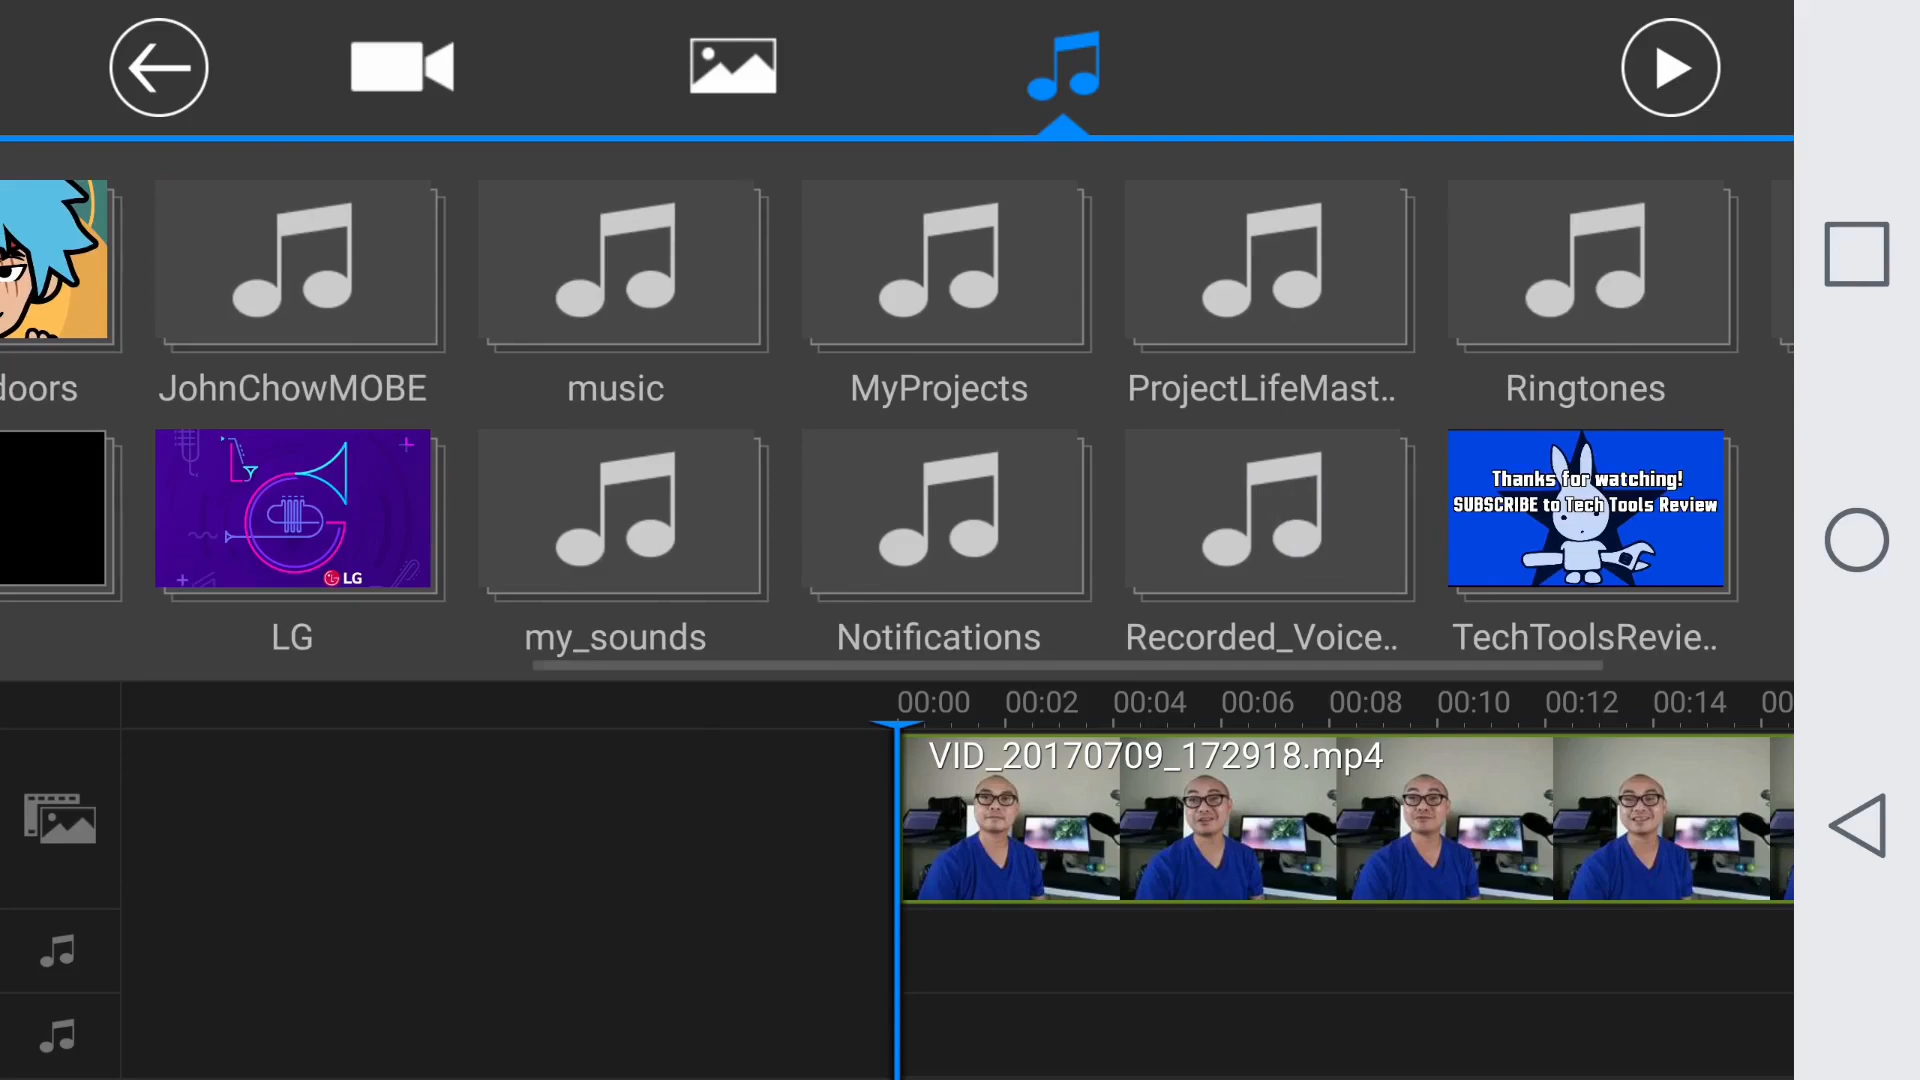 doors
JohnChowMOBE
music
MyProjects
ProjectLifeMast..
Ringtones
LG
Thanks for watching!
SUBSCRIBE to Tech Tools Review
LG
my_sounds
Notifications
Recorded_Voice..
TechToolsRevie..
00:00
00:02
00:04
00:06
00:08
00:10
00:12
00:14
00
VID_20170709_172918.mp4